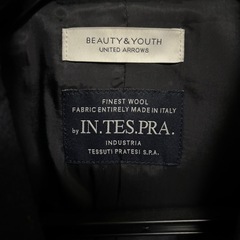 BEAUTY&YOUTH
UNITED ARROWS
FINEST WOOL
FABRIC ENTIRELY MADE IN ITALY
by IN.TES.PRA.
INDUSTRIA
TESSUTI PRATESI S.P.A.